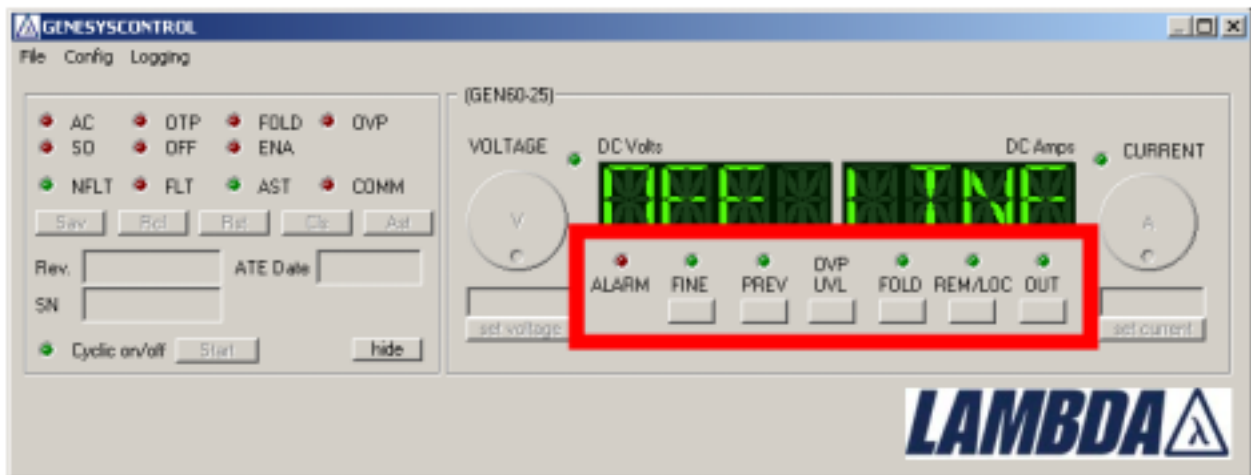 GENESYSCONTROL
File Config Logging
AC OTP FOLD OVP
SO OFF ENA
NFLT FLT AST COMM
Sav Rcl Rst Cls Ast
Rev. ATE Date
SN
Cyclic on/off Start hide
(GEN60-25)
VOLTAGE DC Volts DC Amps CURRENT
OFF LINE
V A
ALARM FINE PREV OVP UVL FOLD REM/LOC OUT
set voltage set current
LAMBDA λ